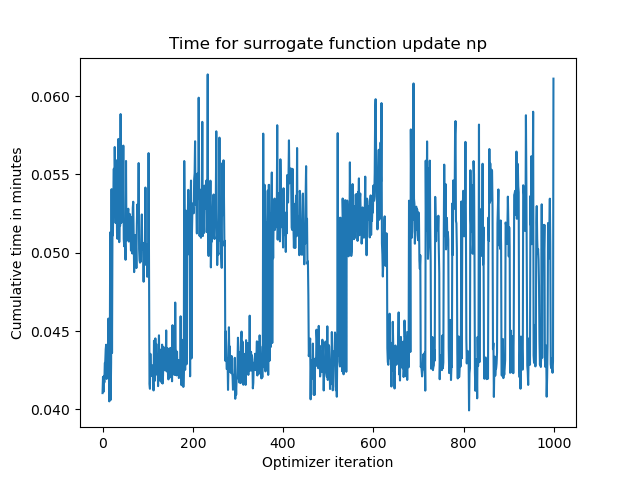 Time for surrogate function update np
Cumulative time in minutes
0.060
0.055
0.050
0.045
0.040
0 200 400 600 800 1000
Optimizer iteration